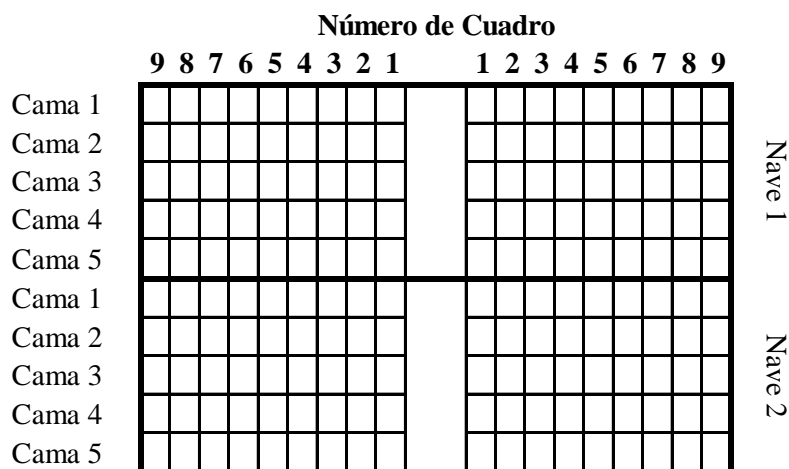 Número de Cuadro
9 8 7 6 5 4 3 2 1 1 2 3 4 5 6 7 8 9
Cama 1
Cama 2
Cama 3
Cama 4
Cama 5
Nave 1
Cama 1
Cama 2
Cama 3
Cama 4
Cama 5
Nave 2